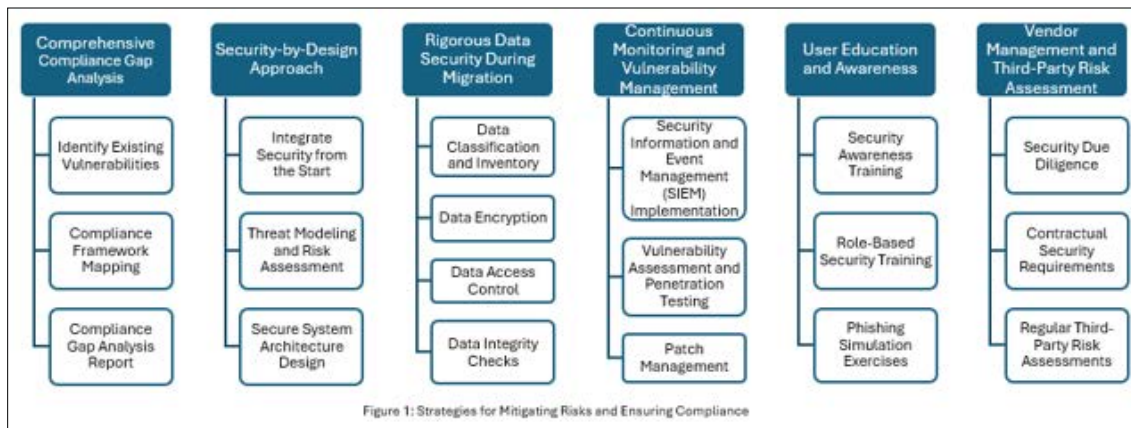 Comprehensive
Compliance Gap
Analysis
Identify Existing
Vulnerabilities
Compliance
Framework
Mapping
Compliance
Gap Analysis
Report
Security-by-Design
Approach
Integrate
Security from
the Start
Threat Modeling
and Risk
Assessment
Secure System
Architecture
Design
Rigorous Data
Security During
Migration
Data
Classification
and Inventory
Data Encryption
Data Access
Control
Data Integrity
Checks
Continuous
Monitoring and
Vulnerability
Management
Security
Information and
Event
Management
(SIEM)
Implementation
Vulnerability
Assessment and
Penetration
Testing
Patch
Management
User Education
and Awareness
Security
Awareness
Training
Role-Based
Security Training
Phishing
Simulation
Exercises
Vendor
Management and
Third-Party Risk
Assessment
Security Due
Diligence
Contractual
Security
Requirements
Regular Third-
Party Risk
Assessments
Figure 1: Strategies for Mitigating Risks and Ensuring Compliance